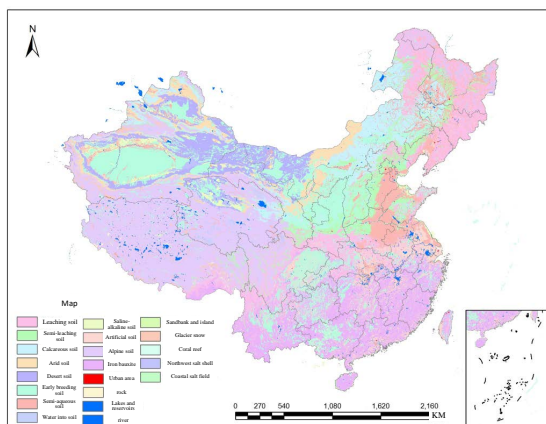 N
Map
Leaching soil
Semi-leaching
soil
Calcareous soil
Arid soil
Desert soil
Early breeding
soil
Semi-aqueous
soil
Water into soil
Saline-
alkaline soil
Artificial soil
Alpine soil
Iron bauxite
Urban area
rock
Lakes and
reservoirs
river
Sandbank and island
Glacier snow
Coral reef
Northwest salt shell
Coastal salt field
0 270 540 1,080 1,620 2,160
KM